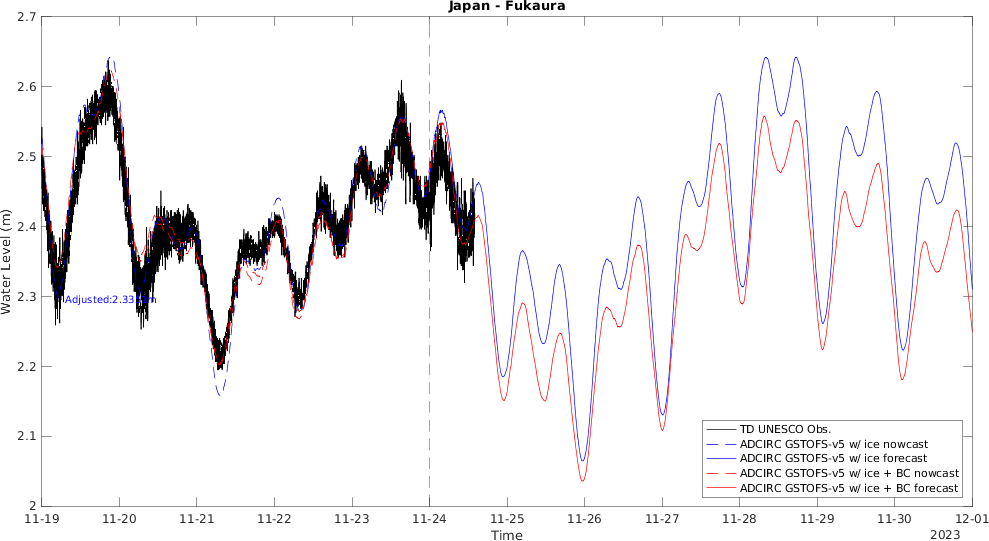 Japan - Fukaura
Water Level (m)
2.7
2.6
2.5
2.4
2.3
2.2
2.1
2
Adjusted:2.33
TD UNESCO Obs.
ADCIRC GSTOFS-v5 w/ ice nowcast
ADCIRC GSTOFS-v5 w/ ice forecast
ADCIRC GSTOFS-v5 w/ ice + BC nowcast
ADCIRC GSTOFS-v5 w/ ice + BC forecast
11-19 11-20 11-21 11-22 11-23 11-24 11-25 11-26 11-27 11-28 11-29 11-30 12-01
Time
2023